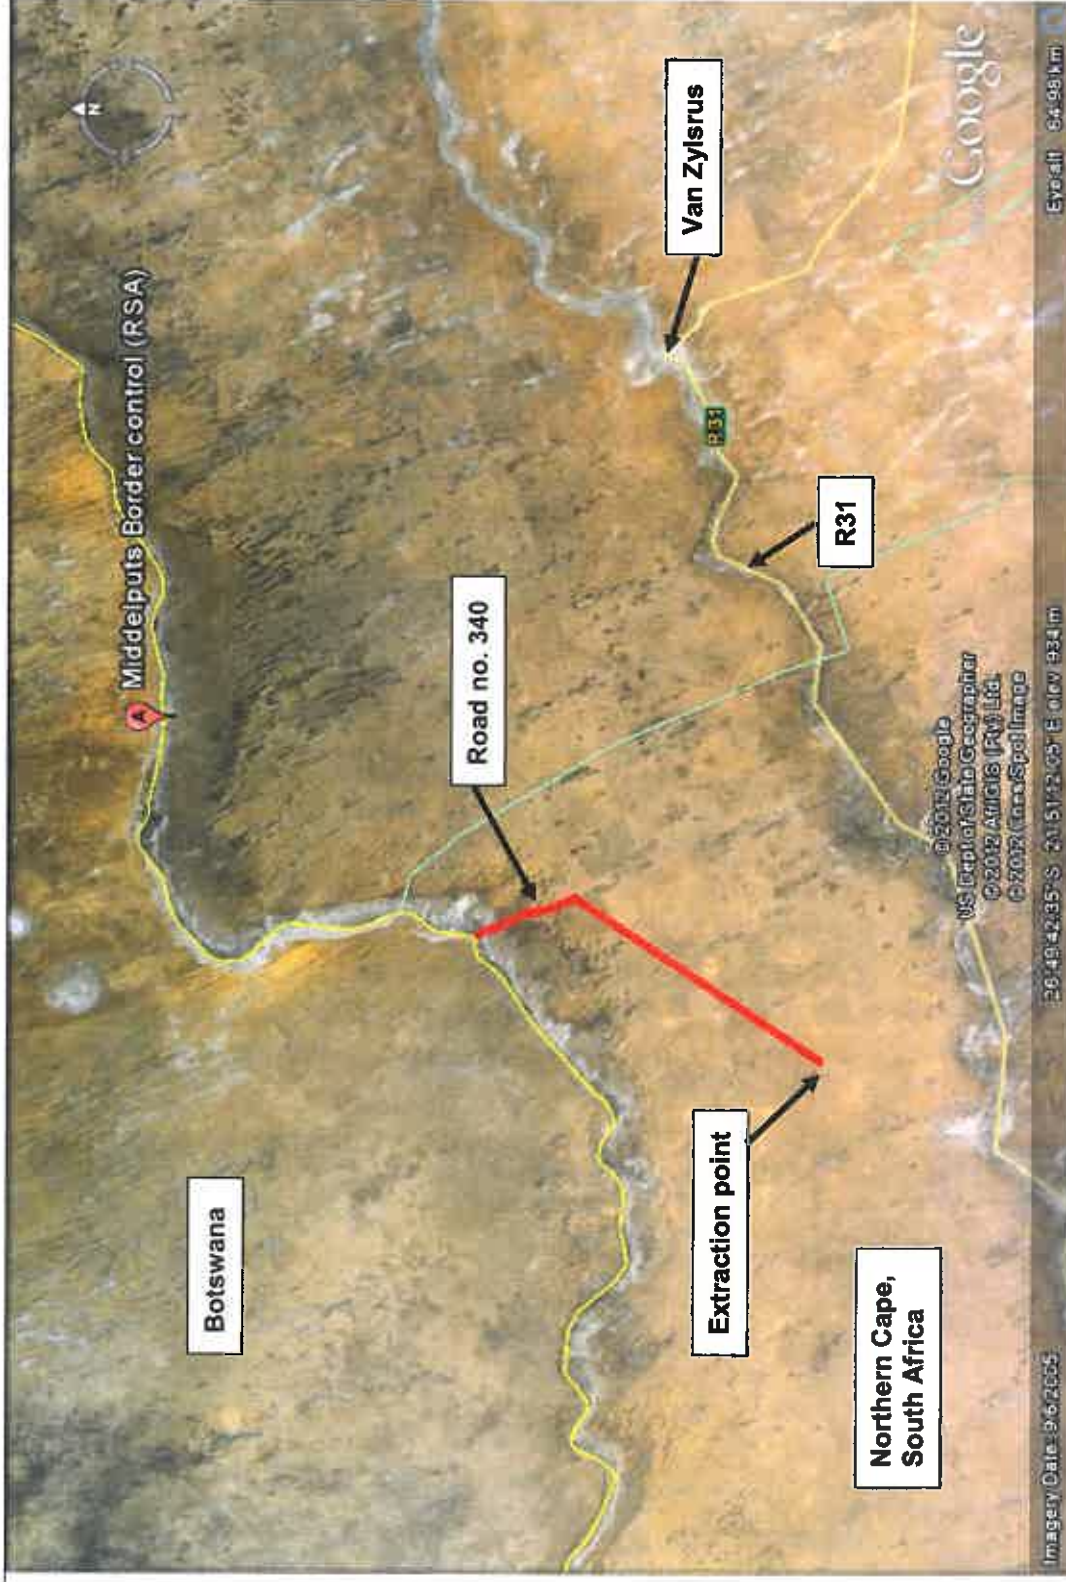 N
Middelputs Border control (RSA)
A
Botswana
Road no. 340
Van Zylsrus
R31
R31
Extraction point
Northern Cape,
South Africa
© 2012 Google
US Dept of State Geographer
© 2012 AfriGIS (Pty) Ltd.
© 2012 Cnes/Spot Image
Google
Imagery Date: 9/6/2005
26°49'42.35" S 21°51'12.05" E elev 934 m
Eye alt 64.98 km